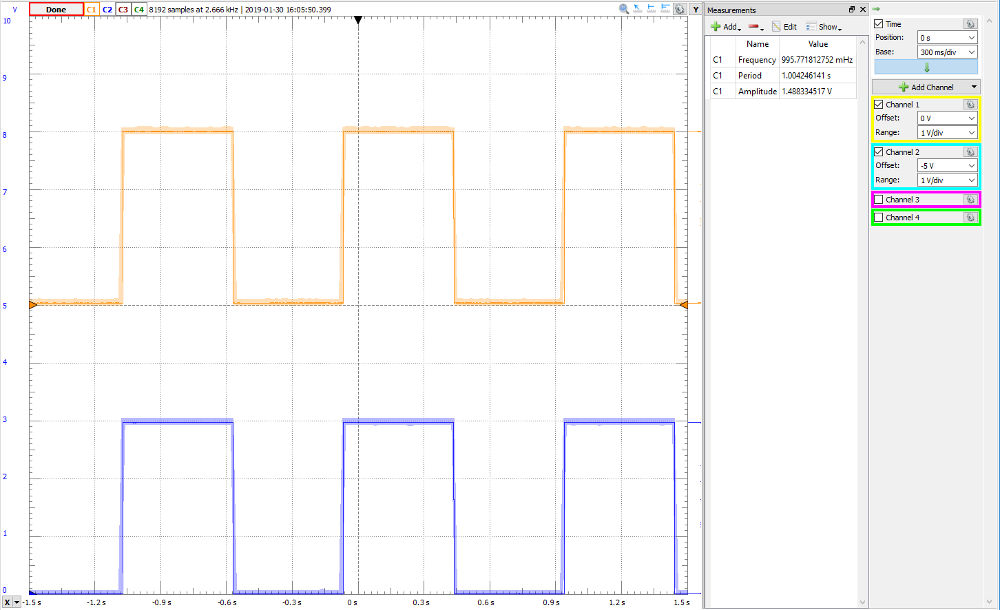 V Done C1 C2 C3 C4 8192 samples at 2.666 kHz | 2019-01-30 16:05:50.399 Y
10
9
8
7
6
5
4
3
2
1
0
X -1.5 s -1.2 s -0.9 s -0.6 s -0.3 s 0 s 0.3 s 0.6 s 0.9 s 1.2 s 1.5 s
Measurements
Add Edit Show
Name Value
C1 Frequency 995.771812752 mHz
C1 Period 1.004246141 s
C1 Amplitude 1.488334517 V
Time
Position: 0 s
Base: 300 ms/div
Add Channel
Channel 1
Offset: 0 V
Range: 1 V/div
Channel 2
Offset: -5 V
Range: 1 V/div
Channel 3
Channel 4